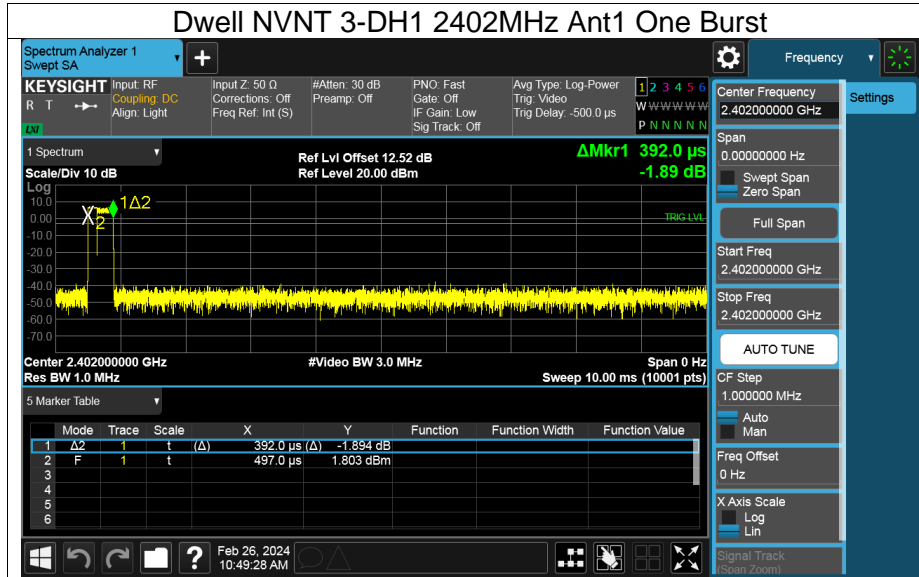 Dwell NVNT 3-DH1 2402MHz Ant1 One Burst
Spectrum Analyzer 1
Swept SA
+
Frequency
KEYSIGHT
R T
LXI
Input: RF
Coupling: DC
Align: Light
Input Z: 50 Ω
Corrections: Off
Freq Ref: Int (S)
#Atten: 30 dB
Preamp: Off
PNO: Fast
Gate: Off
IF Gain: Low
Sig Track: Off
Avg Type: Log-Power
Trig: Video
Trig Delay: -500.0 µs
1 2 3 4 5 6
W W W W W W
P N N N N N
1 Spectrum
Scale/Div 10 dB
Ref Lvl Offset 12.52 dB
Ref Level 20.00 dBm
ΔMkr1 392.0 µs
-1.89 dB
Log
10.0
0.00
-10.0
-20.0
-30.0
-40.0
-50.0
-60.0
-70.0
X2
1Δ2
TRIG LVL
Center 2.402000000 GHz
#Video BW 3.0 MHz
Span 0 Hz
Res BW 1.0 MHz
Sweep 10.00 ms (10001 pts)
5 Marker Table
Mode Trace Scale X Y Function Function Width Function Value
1 Δ2 1 t (Δ) 392.0 µs (Δ) -1.894 dB
2 F 1 t 497.0 µs 1.803 dBm
3
4
5
6
?
Feb 26, 2024
10:49:28 AM
Center Frequency
2.402000000 GHz
Settings
Span
0.00000000 Hz
Swept Span
Zero Span
Full Span
Start Freq
2.402000000 GHz
Stop Freq
2.402000000 GHz
AUTO TUNE
CF Step
1.000000 MHz
Auto
Man
Freq Offset
0 Hz
X Axis Scale
Log
Lin
Signal Track
(Span Zoom)